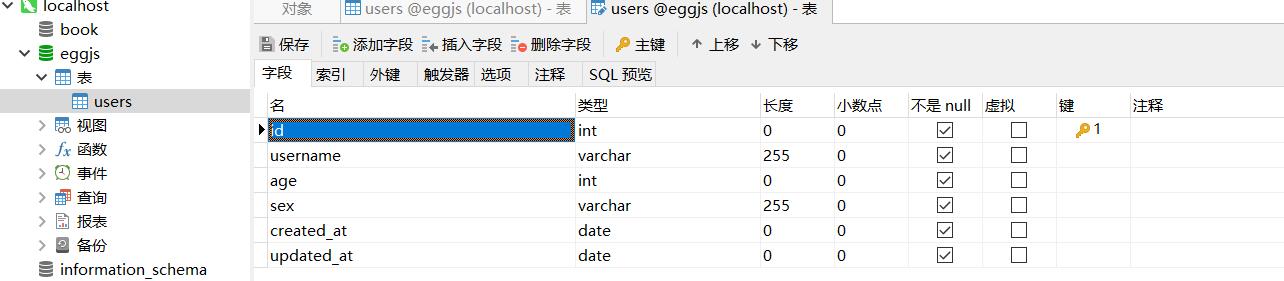 localhost
book
eggjs
表
users
视图
函数
事件
查询
报表
备份
information_schema
对象 users @eggjs (localhost) - 表 users @eggjs (localhost) - 表
保存 添加字段 插入字段 删除字段 主键 上移 下移
字段 索引 外键 触发器 选项 注释 SQL 预览
名 类型 长度 小数点 不是 null 虚拟 键 注释
id int 0 0 1
username varchar 255 0
age int 0 0
sex varchar 255 0
created_at date 0 0
updated_at date 0 0